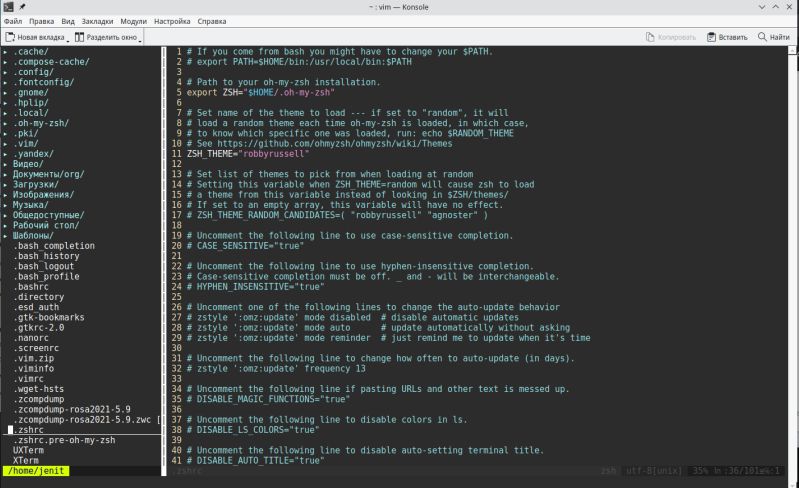 ~ : vim — Konsole
Файл Правка Вид Закладки Модули Настройка Справка
Новая вкладка Разделить окно Копировать Вставить Найти
▸ .cache/
▸ .compose-cache/
▸ .config/
▸ .fontconfig/
▸ .gnome/
▸ .hplip/
▸ .local/
▸ .oh-my-zsh/
▸ .pki/
▸ .vim/
▸ .yandex/
▸ Видео/
▸ Документы/org/
▸ Загрузки/
▸ Изображения/
▸ Музыка/
▸ Общедоступные/
▸ Рабочий стол/
▸ Шаблоны/
.bash_completion
.bash_history
.bash_logout
.bash_profile
.bashrc
.directory
.esd_auth
.gtk-bookmarks
.gtkrc-2.0
.nanorc
.screenrc
.vim.zip
.viminfo
.vimrc
.wget-hsts
.zcompdump
.zcompdump-rosa2021-5.9
.zcompdump-rosa2021-5.9.zwc [
.zshrc
.zshrc.pre-oh-my-zsh
UXTerm
XTerm
/home/jenit
1 # If you come from bash you might have to change your $PATH.
2 # export PATH=$HOME/bin:/usr/local/bin:$PATH
3
4 # Path to your oh-my-zsh installation.
5 export ZSH="$HOME/.oh-my-zsh"
6
7 # Set name of the theme to load --- if set to "random", it will
8 # load a random theme each time oh-my-zsh is loaded, in which case,
9 # to know which specific one was loaded, run: echo $RANDOM_THEME
10 # See https://github.com/ohmyzsh/ohmyzsh/wiki/Themes
11 ZSH_THEME="robbyrussell"
12
13 # Set list of themes to pick from when loading at random
14 # Setting this variable when ZSH_THEME=random will cause zsh to load
15 # a theme from this variable instead of looking in $ZSH/themes/
16 # If set to an empty array, this variable will have no effect.
17 # ZSH_THEME_RANDOM_CANDIDATES=( "robbyrussell" "agnoster" )
18
19 # Uncomment the following line to use case-sensitive completion.
20 # CASE_SENSITIVE="true"
21
22 # Uncomment the following line to use hyphen-insensitive completion.
23 # Case-sensitive completion must be off. _ and - will be interchangeable.
24 # HYPHEN_INSENSITIVE="true"
25
26 # Uncomment one of the following lines to change the auto-update behavior
27 # zstyle ':omz:update' mode disabled # disable automatic updates
28 # zstyle ':omz:update' mode auto # update automatically without asking
29 # zstyle ':omz:update' mode reminder # just remind me to update when it's time
30
31 # Uncomment the following line to change how often to auto-update (in days).
32 # zstyle ':omz:update' frequency 13
33
34 # Uncomment the following line if pasting URLs and other text is messed up.
35 # DISABLE_MAGIC_FUNCTIONS="true"
36
37 # Uncomment the following line to disable colors in ls.
38 # DISABLE_LS_COLORS="true"
39
40 # Uncomment the following line to disable auto-setting terminal title.
41 # DISABLE_AUTO_TITLE="true"
.zshrc zsh utf-8[unix] 35% ㏑:36/101≡℅:1